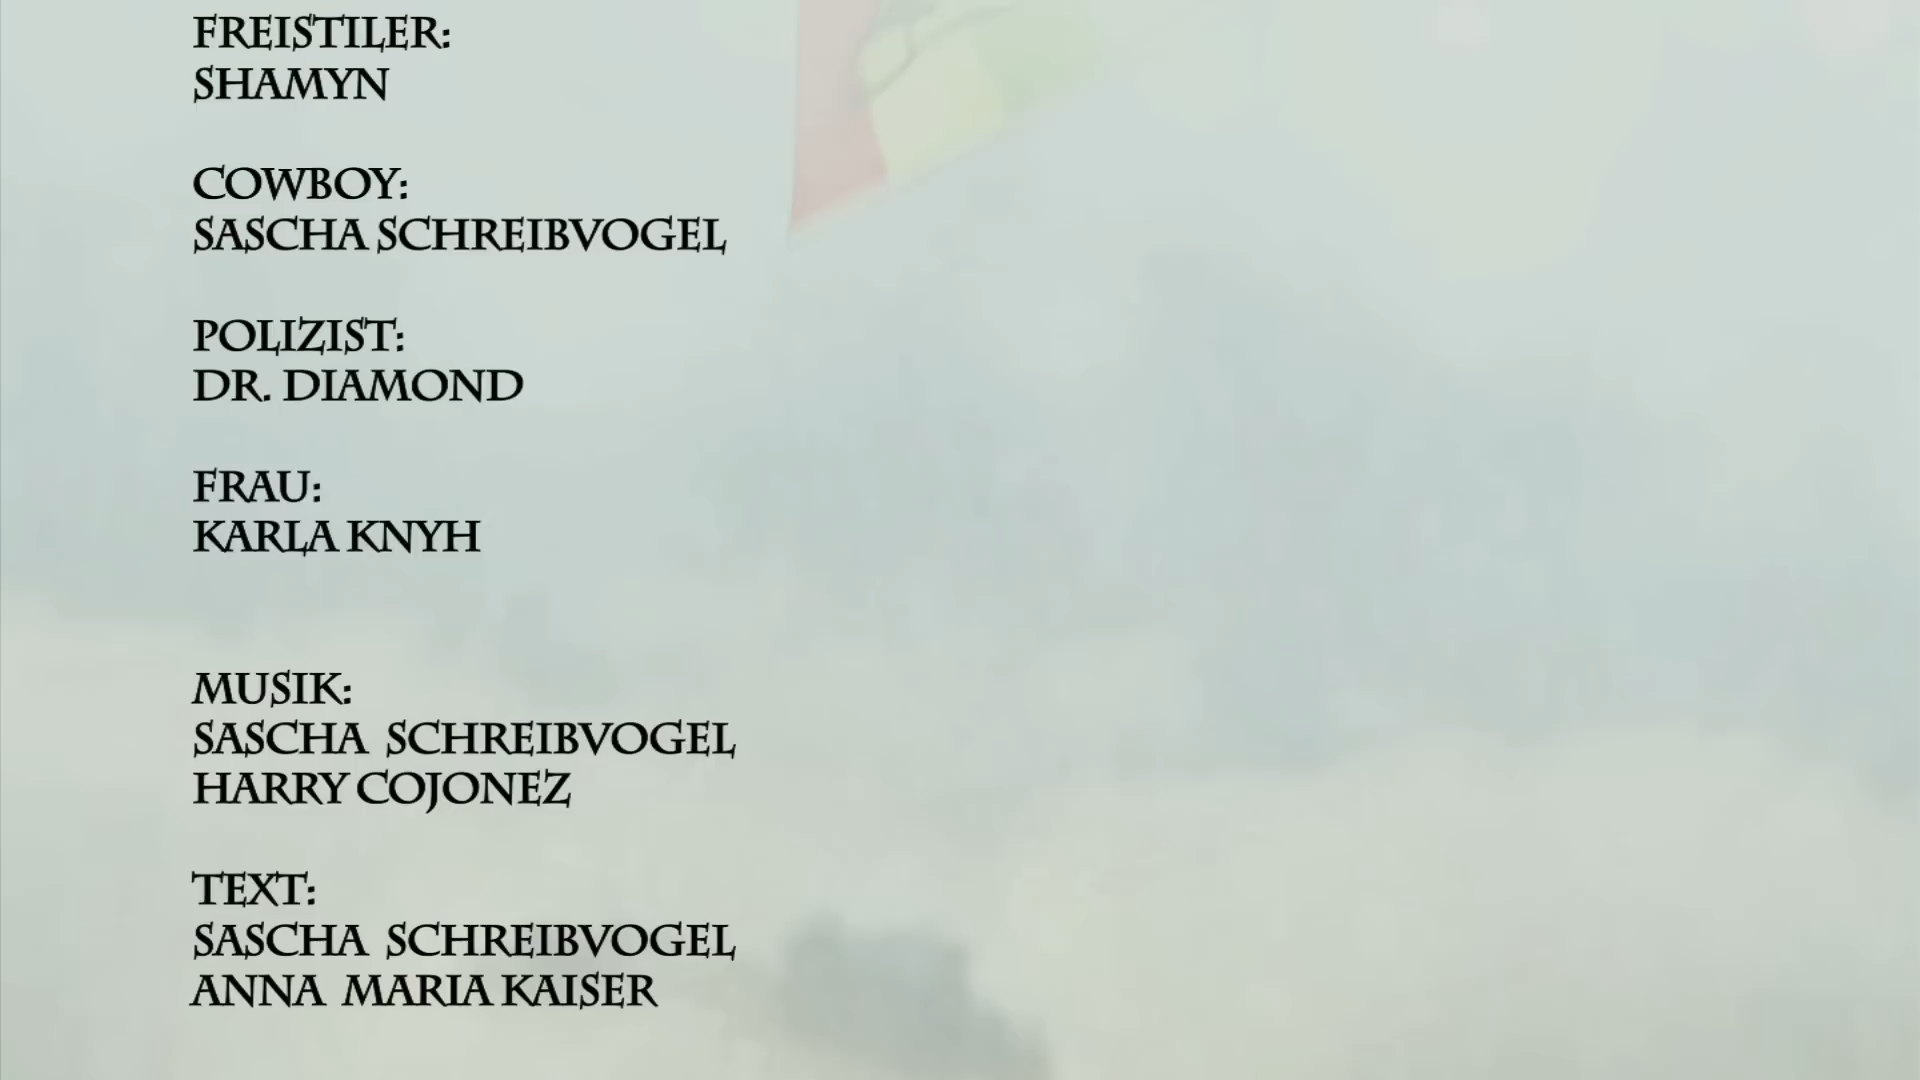 FREISTILER:
SHAMYN
COWBOY:
SASCHA SCHREIBVOGEL
POLIZIST:
DR. DIAMOND
FRAU:
KARLA KNYH
MUSIK:
SASCHA SCHREIBVOGEL
HARRY COJONEZ
TEXT:
SASCHA SCHREIBVOGEL
ANNA MARIA KAISER